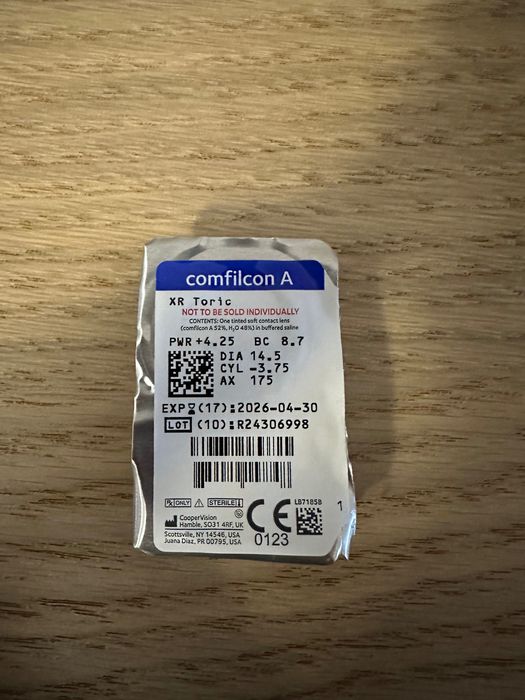 comfilcon A
XR Toric
NOT TO BE SOLD INDIVIDUALLY
CONTENTS: One tinted soft contact lens
(comfilcon A 52%, H₂O 48%) in buffered saline
PWR +4.25 BC 8.7
DIA 14.5
CYL -3.75
AX 175
EXP (17):2026-04-30
LOT (10):R24306998
Rx ONLY STERILE LB71858
1
CooperVision
Hamble, SO31 4RF, UK
Scottsville, NY 14546, USA
Juana Diaz, PR 00795, USA
CE
0123